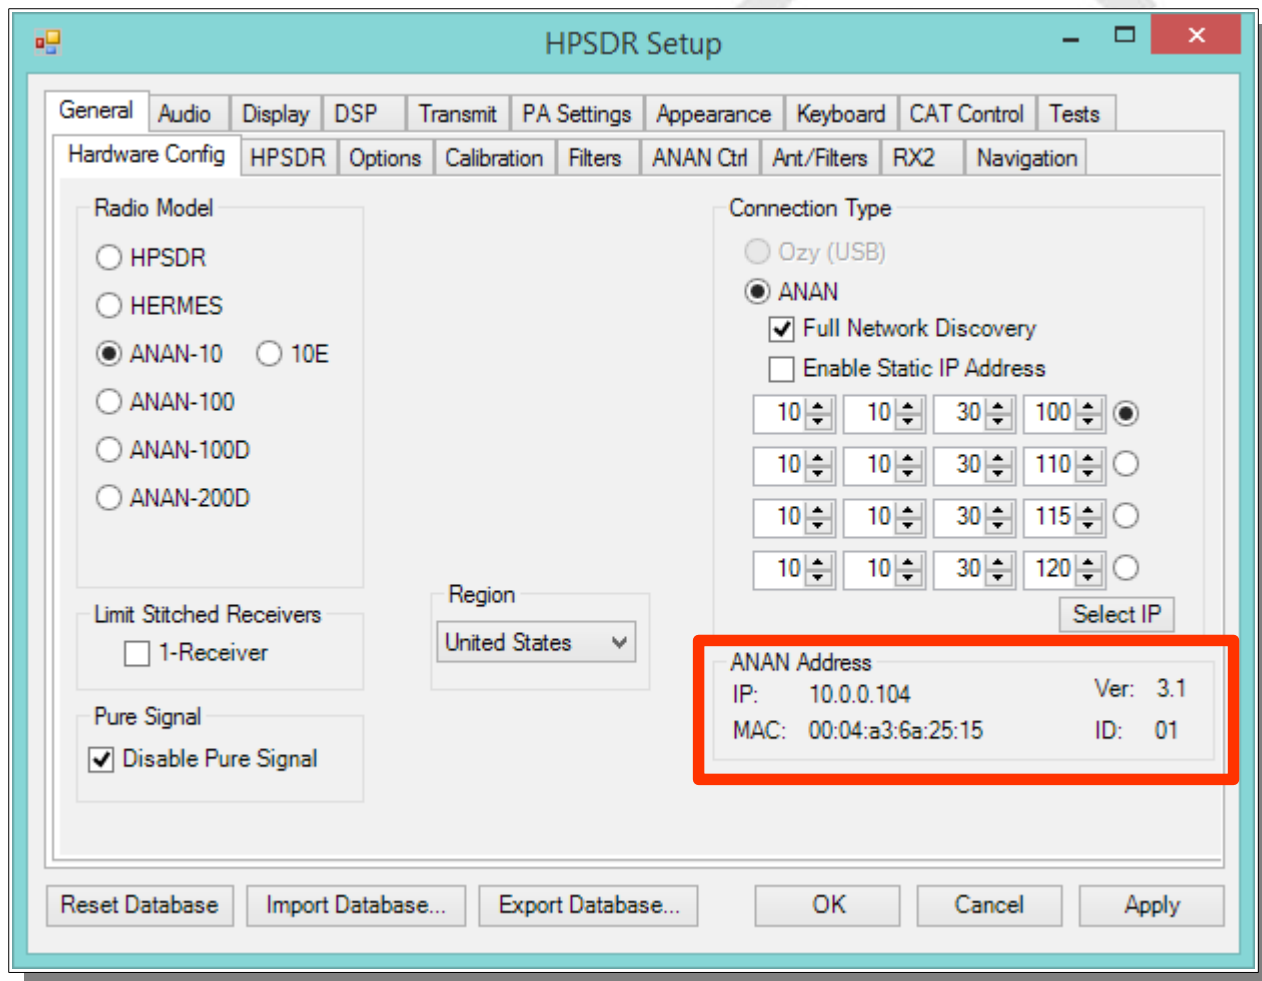 HPSDR Setup
General Audio Display DSP Transmit PA Settings Appearance Keyboard CAT Control Tests
Hardware Config HPSDR Options Calibration Filters ANAN Ctrl Ant/Filters RX2 Navigation
Radio Model
HPSDR
HERMES
ANAN-10 10E
ANAN-100
ANAN-100D
ANAN-200D
Limit Stitched Receivers
1-Receiver
Pure Signal
Disable Pure Signal
Region
United States
Connection Type
Ozy (USB)
ANAN
Full Network Discovery
Enable Static IP Address
10 10 30 100
10 10 30 110
10 10 30 115
10 10 30 120
Select IP
ANAN Address
IP: 10.0.0.104 Ver: 3.1
MAC: 00:04:a3:6a:25:15 ID: 01
Reset Database Import Database... Export Database... OK Cancel Apply